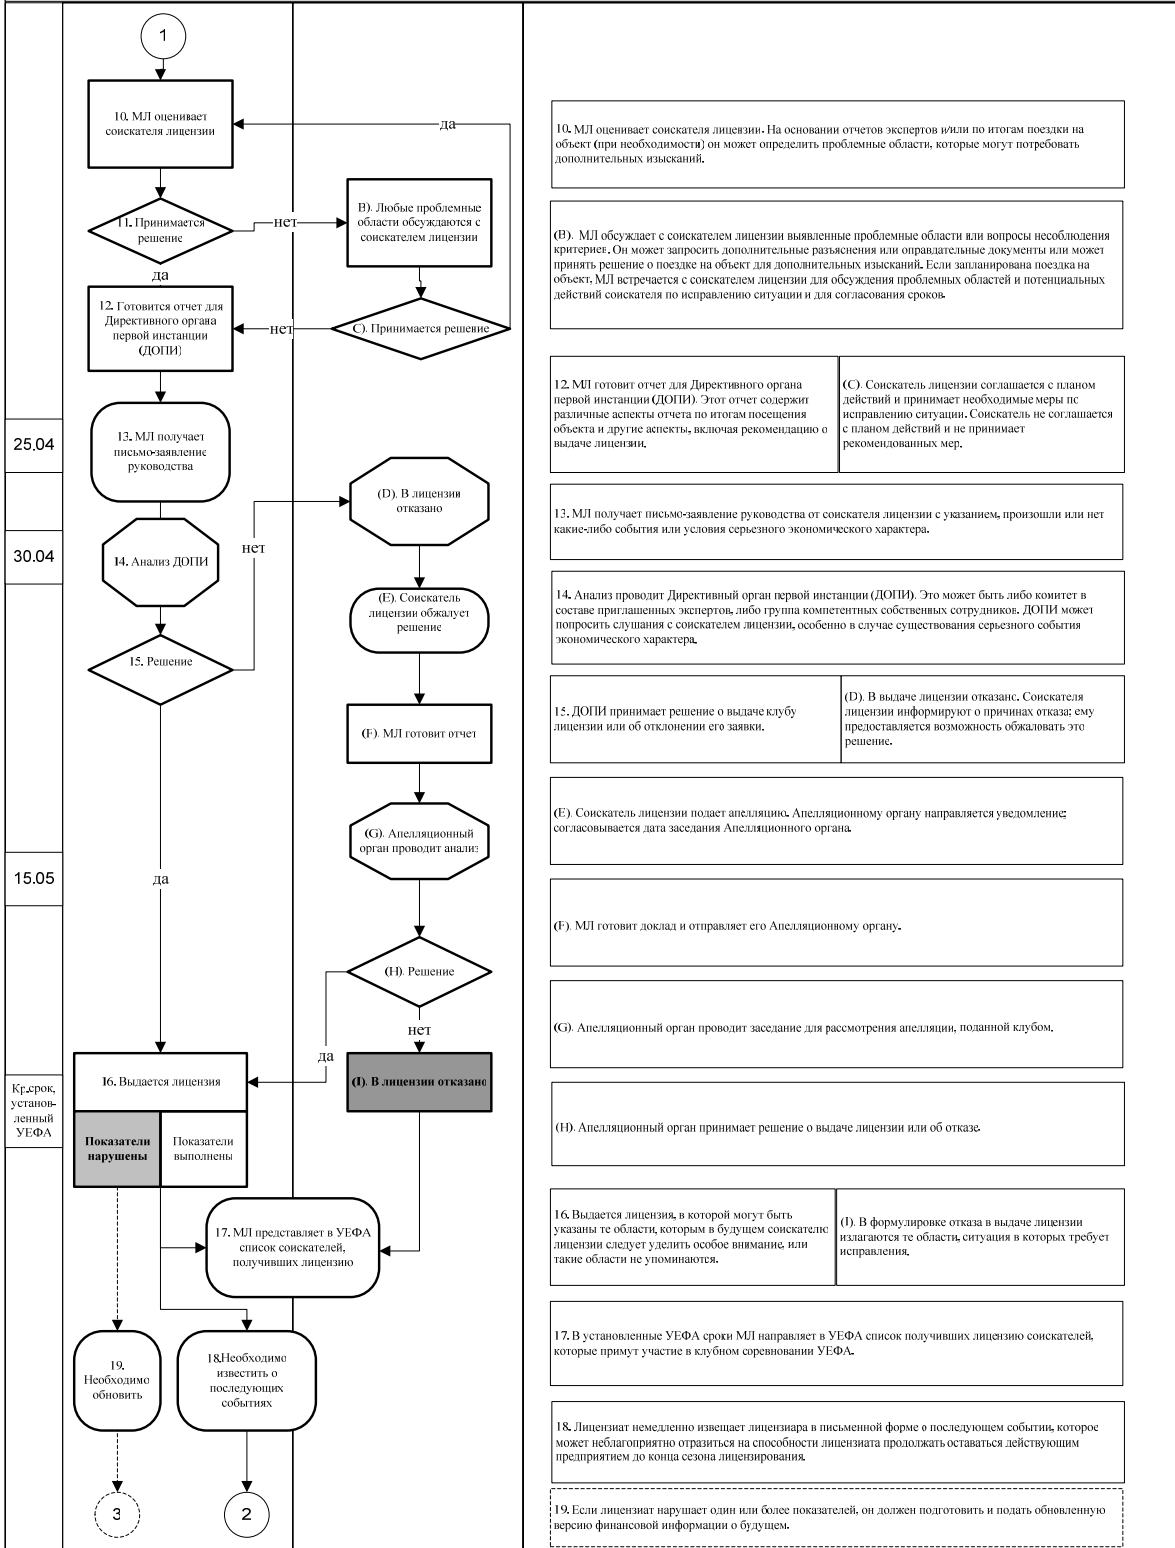 1
10. МЛ оценивает
соискателя лицензии
да
11. Принимается
решение
нет
В). Любые проблемные
области обсуждаются с
соискателем лицензии
да
12. Готовится отчет для
Директивного органа
первой инстанции
(ДОПИ)
нет
С). Принимается решение
25.04
13. МЛ получает
письмо-заявление
руководства
(D). В лицензии
отказано
30.04
14. Анализ ДОПИ
нет
(E). Соискатель
лицензии обжалует
решение
15. Решение
(F). МЛ готовит отчет
(G). Апелляционный
орган проводит анализ
15.05
да
(H). Решение
нет
да
16. Выдается лицензия
(I). В лицензии отказано
Кр.срок,
установ-
ленный
УЕФА
Показатели
нарушены
Показатели
выполнены
17. МЛ представляет в УЕФА
список соискателей,
получивших лицензию
19.
Необходимо
обновить
18.Необходимо
известить о
последующих
событиях
3
2
10. МЛ оценивает соискателя лицензии. На основании отчетов экспертов и/или по итогам поездки на
объект (при необходимости) он может определить проблемные области, которые могут потребовать
дополнительных изысканий.
(В). МЛ обсуждает с соискателем лицензии выявленные проблемные области или вопросы несоблюдения
критериев. Он может запросить дополнительные разъяснения или оправдательные документы или может
принять решение о поездке на объект для дополнительных изысканий. Если запланирована поездка на
объект, МЛ встречается с соискателем лицензии для обсуждения проблемных областей и потенциальных
действий соискателя по исправлению ситуации и для согласования сроков.
12. МЛ готовит отчет для Директивного органа
первой инстанции (ДОПИ). Этот отчет содержит
различные аспекты отчета по итогам посещения
объекта и другие аспекты, включая рекомендацию о
выдаче лицензии.
(С). Соискатель лицензии соглашается с планом
действий и принимает необходимые меры по
исправлению ситуации. Соискатель не соглашается
с планом действий и не принимает
рекомендованных мер.
13. МЛ получает письмо-заявление руководства от соискателя лицензии с указанием, произошли или нет
какие-либо события или условия серьезного экономического характера.
14. Анализ проводит Директивный орган первой инстанции (ДОПИ). Это может быть либо комитет в
составе приглашенных экспертов, либо группа компетентных собственных сотрудников. ДОПИ может
попросить слушания с соискателем лицензии, особенно в случае существования серьезного события
экономического характера.
15. ДОПИ принимает решение о выдаче клубу
лицензии или об отклонении его заявки.
(D). В выдаче лицензии отказано. Соискателя
лицензии информируют о причинах отказа; ему
предоставляется возможность обжаловать это
решение.
(E). Соискатель лицензии подает апелляцию. Апелляционному органу направляется уведомление;
согласовывается дата заседания Апелляционного органа.
(F). МЛ готовит доклад и отправляет его Апелляционному органу.
(G). Апелляционный орган проводит заседание для рассмотрения апелляции, поданной клубом.
(H). Апелляционный орган принимает решение о выдаче лицензии или об отказе.
16. Выдается лицензия, в которой могут быть
указаны те области, которым в будущем соискателю
лицензии следует уделить особое внимание, или
такие области не упоминаются.
(I). В формулировке отказа в выдаче лицензии
излагаются те области, ситуация в которых требует
исправления.
17. В установленные УЕФА сроки МЛ направляет в УЕФА список получивших лицензию соискателей,
которые примут участие в клубном соревновании УЕФА.
18. Лицензиат немедленно извещает лицензиара в письменной форме о последующем событии, которое
может неблагоприятно отразиться на способности лицензиата продолжать оставаться действующим
предприятием до конца сезона лицензирования.
19. Если лицензиат нарушает один или более показателей, он должен подготовить и подать обновленную
версию финансовой информации о будущем.